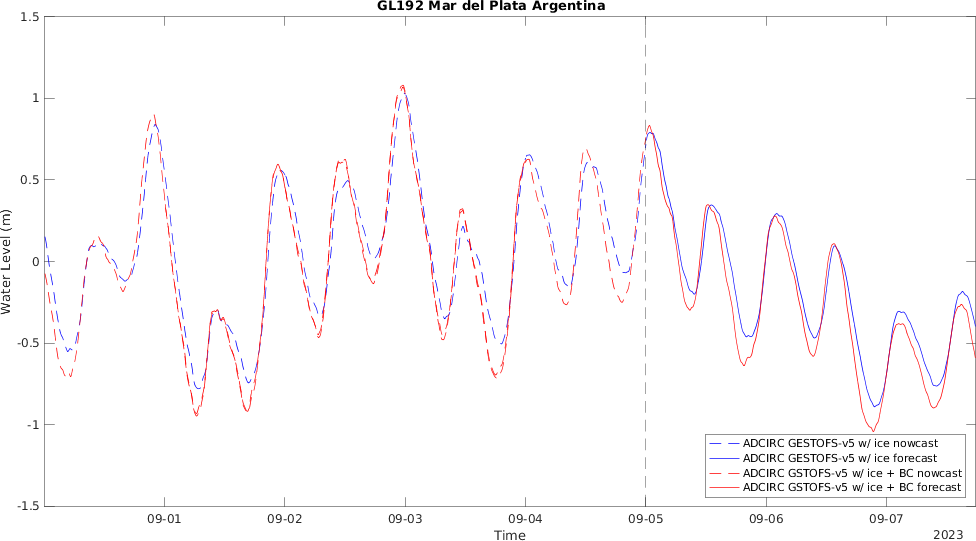 GL192 Mar del Plata Argentina
1.5
1
0.5
0
-0.5
-1
-1.5
Water Level (m)
09-01
09-02
09-03
09-04
09-05
09-06
09-07
Time
2023
ADCIRC GESTOFS-v5 w/ ice nowcast
ADCIRC GESTOFS-v5 w/ ice forecast
ADCIRC GSTOFS-v5 w/ ice + BC nowcast
ADCIRC GSTOFS-v5 w/ ice + BC forecast